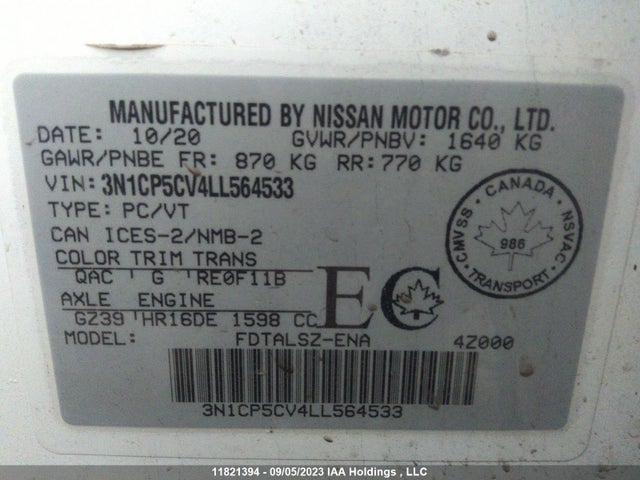 MANUFACTURED BY NISSAN MOTOR CO., LTD.
DATE: 10/20 GVWR/PNBV: 1640 KG
GAWR/PNBE FR: 870 KG RR: 770 KG
VIN: 3N1CP5CV4LL564533
TYPE: PC/VT
CAN ICES-2/NMB-2
COLOR TRIM TRANS
QAC G RE0F11B
AXLE ENGINE
GZ39 HR16DE 1598 CC
EC
CANADA
CMVSS NSVAC
986
TRANSPORT
MODEL: FDTALSZ-ENA 4Z000
3N1CP5CV4LL564533
11821394 - 09/05/2023 IAA Holdings , LLC